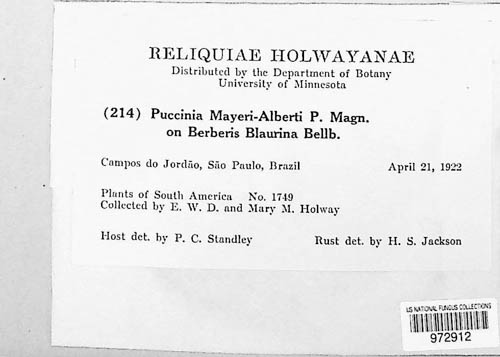 RELIQUIAE HOLWAYANAE
Distributed by the Department of Botany
University of Minnesota
(214) Puccinia Mayeri-Alberti P. Magn.
on Berberis Blaurina Bellb.
Campos do Jordão, São Paulo, Brazil April 21, 1922
Plants of South America No. 1749
Collected by E. W. D. and Mary M. Holway
Host det. by P. C. Standley Rust det. by H. S. Jackson
US NATIONAL FUNGUS COLLECTIONS
972912